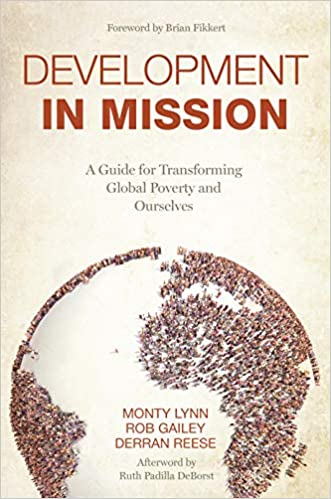 Foreword by Brian Fikkert
DEVELOPMENT
IN MISSION
A Guide for Transforming
Global Poverty and
Ourselves
MONTY LYNN
ROB GAILEY
DERRAN REESE
Afterword by
Ruth Padilla DeBorst